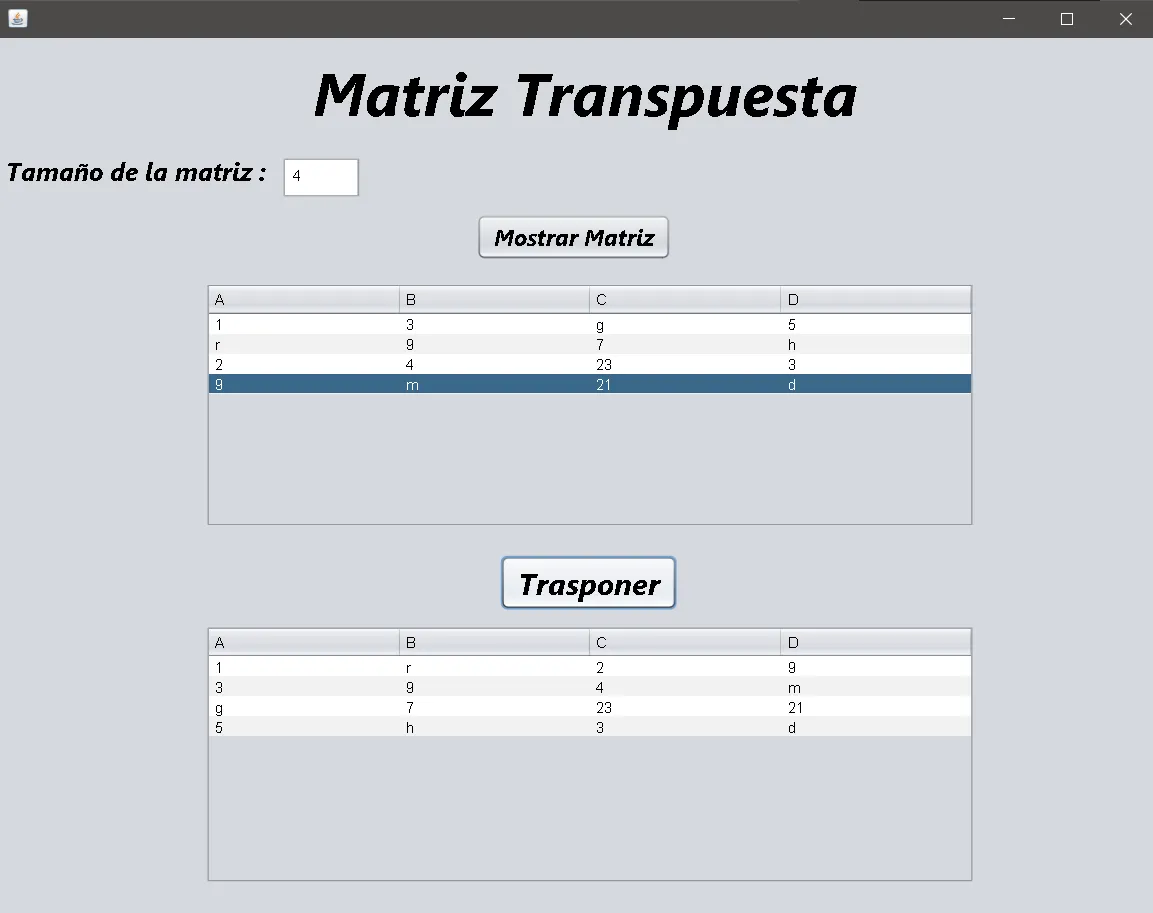 Matriz Transpuesta
Tamaño de la matriz : 4
Mostrar Matriz
A B C D
1 3 g 5
r 9 7 h
2 4 23 3
9 m 21 d
Trasponer
A B C D
1 r 2 9
3 9 4 m
g 7 23 21
5 h 3 d